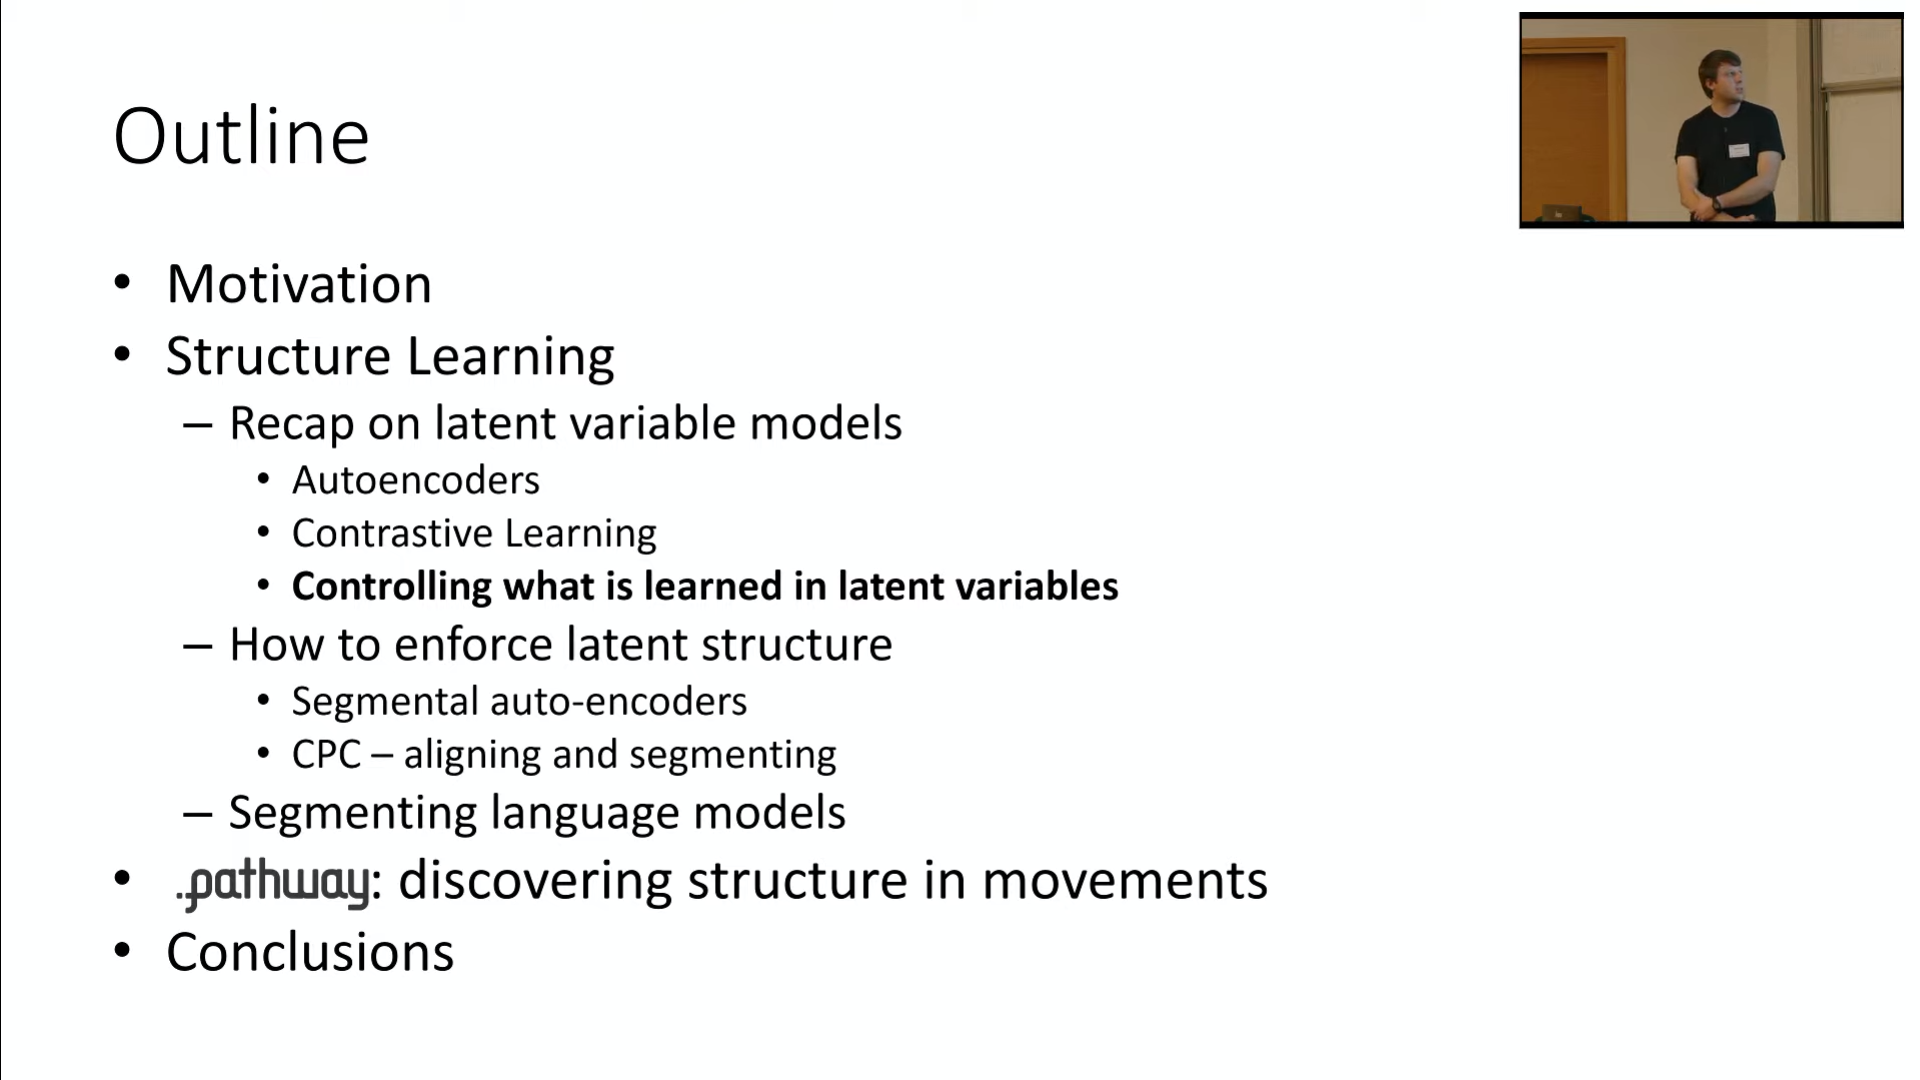 Outline
• Motivation
• Structure Learning
– Recap on latent variable models
• Autoencoders
• Contrastive Learning
• Controlling what is learned in latent variables
– How to enforce latent structure
• Segmental auto-encoders
• CPC – aligning and segmenting
– Segmenting language models
• .pathway: discovering structure in movements
• Conclusions